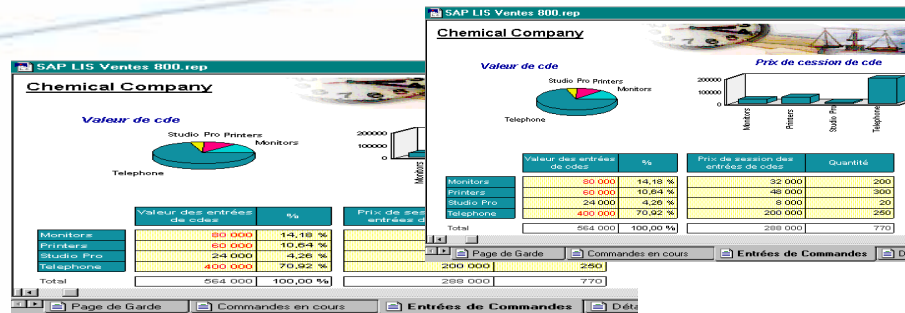 SAP LIS Ventes 800.rep
Chemical Company
Valeur de cde
Studio Pro Printers
Monitors
Telephone
200000
100000
0
Monitors
Valeur des entrées de cdes % Prix de ses
entrées d
Monitors 80 000 14,18 %
Printers 60 000 10,64 %
Studio Pro 24 000 4,26 %
Telephone 400 000 70,92 % 200 000 250
Total 564 000 100,00 % 288 000 770
Page de Garde Commandes en cours Entrées de Commandes Déta
SAP LIS Ventes 800.rep
Chemical Company
Valeur de cde
Prix de cession de cde
Studio Pro Printers
Monitors
Telephone
200000
100000
0
Monitors Printers Studio Pro Telephone
Valeur des entrées de cdes % Prix de session des entrées de cdes Quantité
Monitors 80 000 14,18 % 32 000 200
Printers 60 000 10,64 % 48 000 300
Studio Pro 24 000 4,26 % 8 000 20
Telephone 400 000 70,92 % 200 000 250
Total 564 000 100,00 % 288 000 770
Page de Garde Commandes en cours Entrées de Commandes D